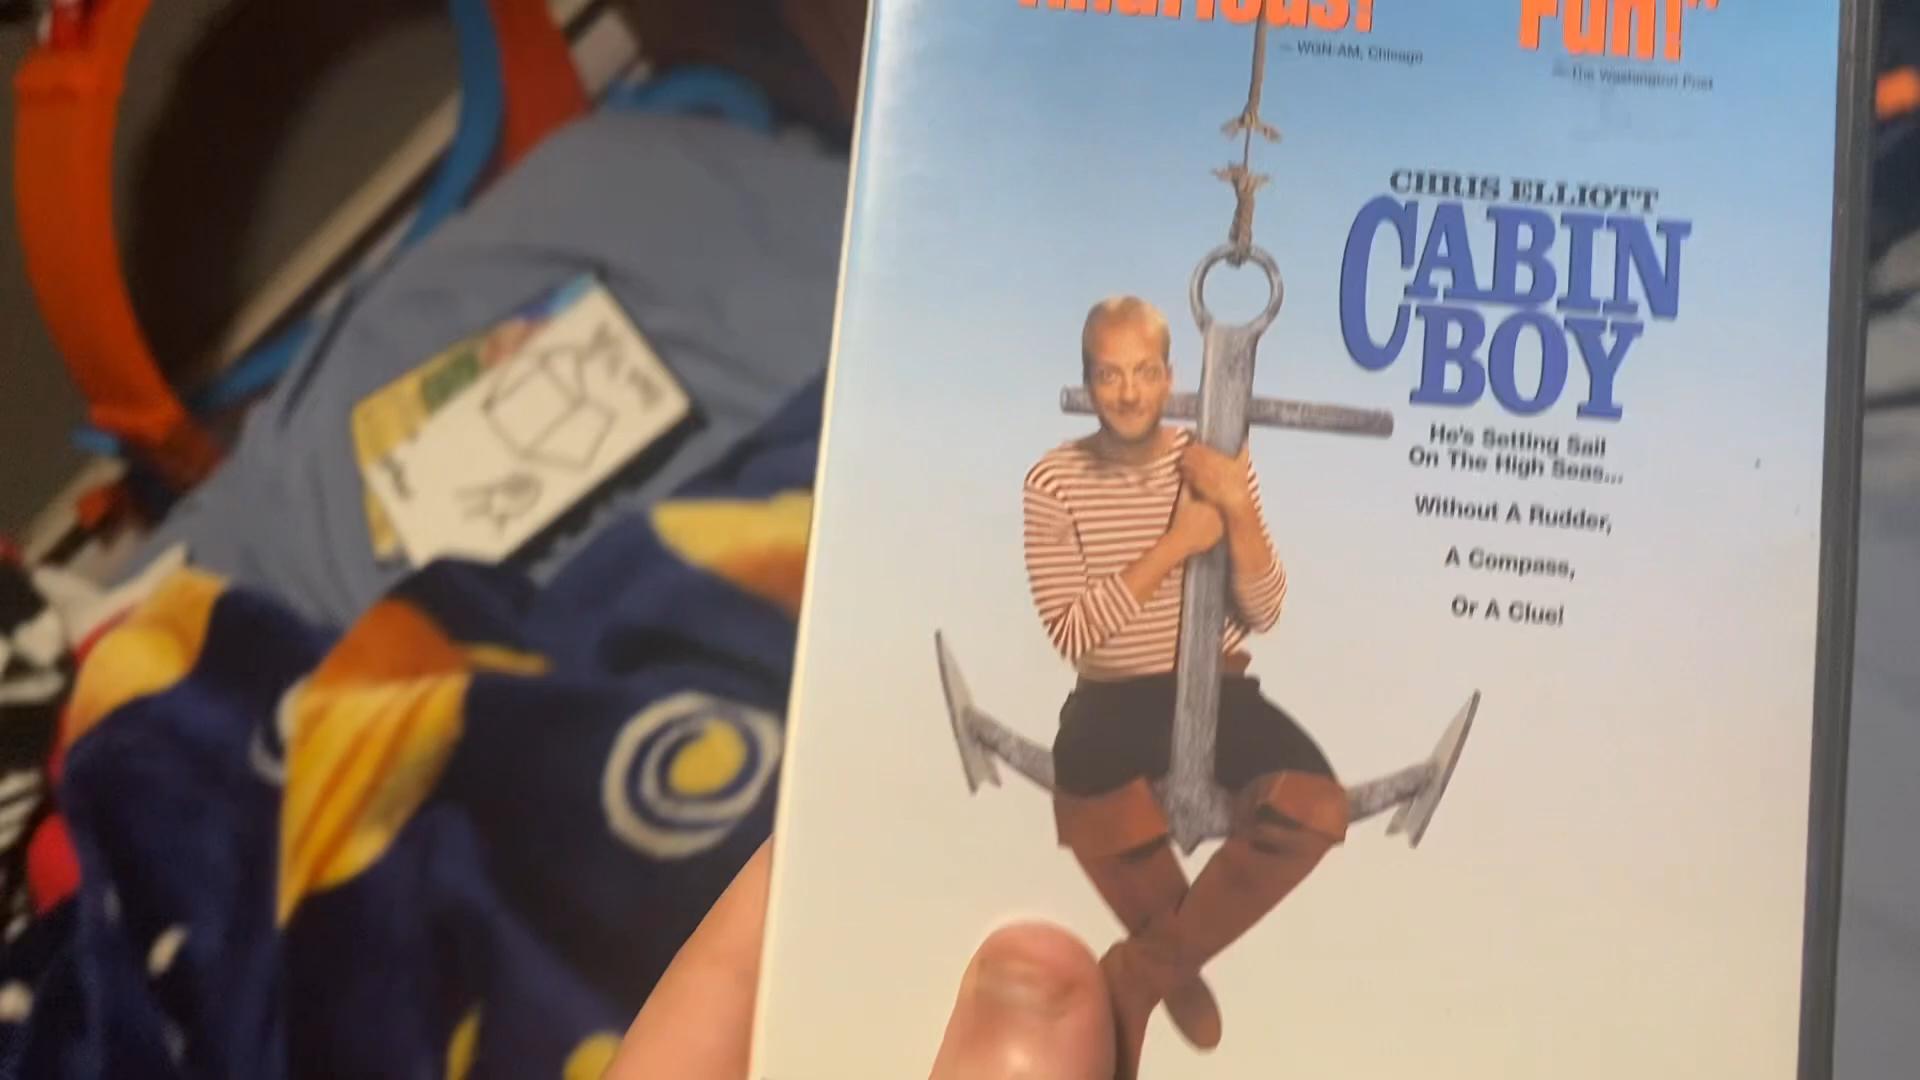 Fun!"
— WGN-AM, Chicago
—The Washington Post
CHRIS ELLIOTT
CABIN
BOY
He's Setting Sail
On The High Seas...
Without A Rudder,
A Compass,
Or A Clue!